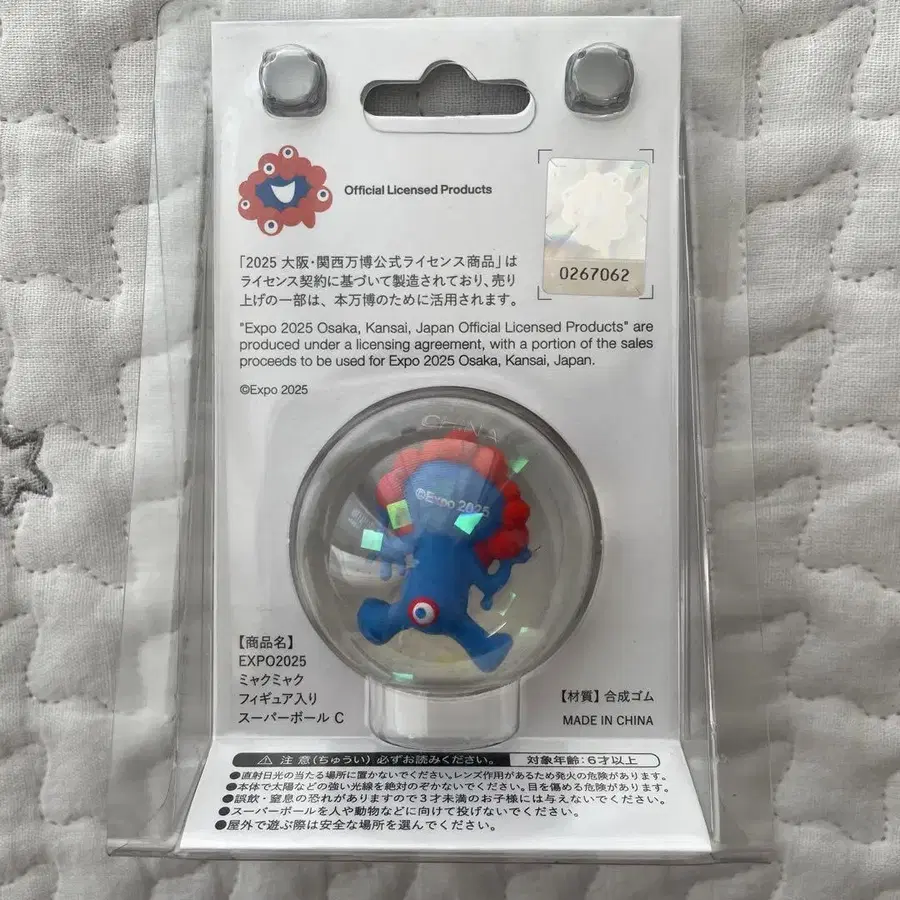 Official Licensed Products
0267062
「2025 大阪・関西万博公式ライセンス商品」は
ライセンス契約に基づいて製造されており、売り
上げの一部は、本万博のために活用されます。
"Expo 2025 Osaka, Kansai, Japan Official Licensed Products" are
produced under a licensing agreement, with a portion of the sales
proceeds to be used for Expo 2025 Osaka, Kansai, Japan.
©Expo 2025
CHINA
©Expo 2025
【商品名】
EXPO2025
ミャクミャク
フィギュア入り
スーパーボール C
【材質】合成ゴム
MADE IN CHINA
⚠ 注 意(ちゅうい) 必ずお読みください。 対象年齢:6才以上
●直射日光の当たる場所に置かないでください。レンズ作用があるため発火の危険があります。
●本体で太陽などの強い光線を絶対のぞかないでください。目を傷める危険があります。
●誤飲・窒息の恐れがありますので3才未満のお子様には与えないでください。
●スーパーボールを人や動物などに向けて投げないでください。
●屋外で遊ぶ際は安全な場所を選んでください。